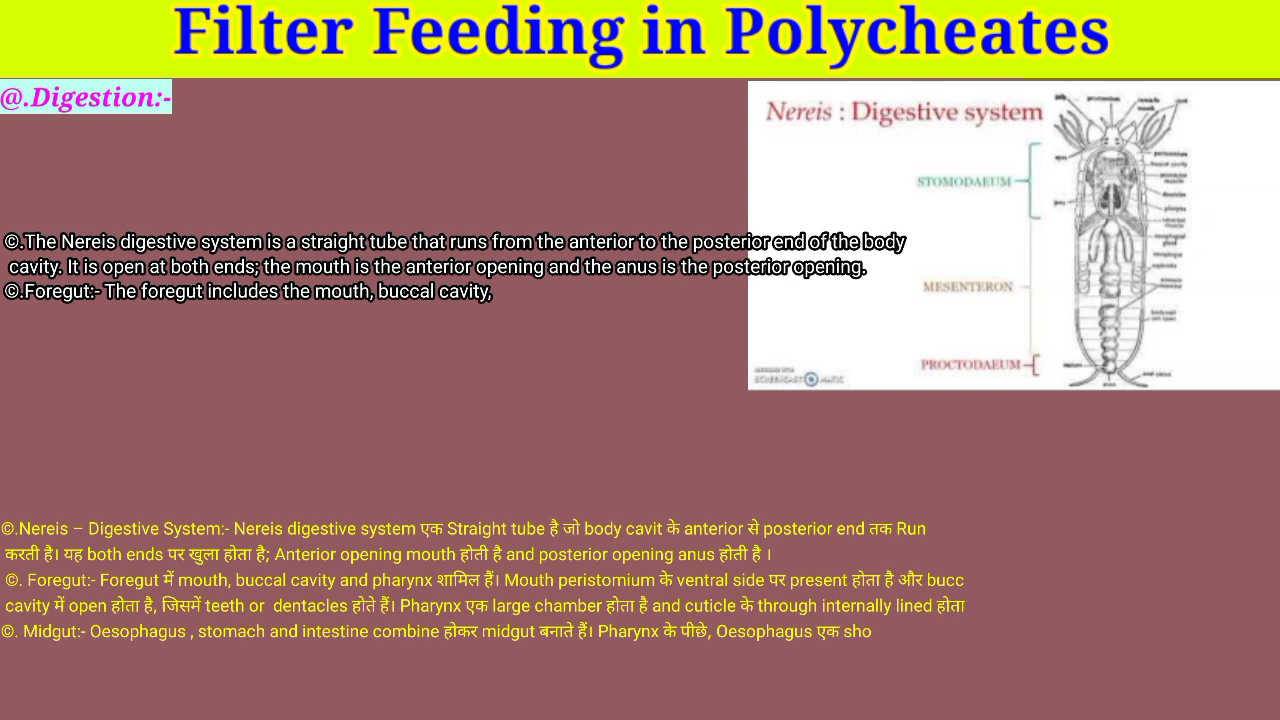 Filter Feeding in Polycheates
@.Digestion:-
Nereis : Digestive system
STOMODAEUM
MESENTERON
PROCTODAEUM
©.The Nereis digestive system is a straight tube that runs from the anterior to the posterior end of the body
cavity. It is open at both ends; the mouth is the anterior opening and the anus is the posterior opening.
©.Foregut:- The foregut includes the mouth, buccal cavity,
©.Nereis – Digestive System:- Nereis digestive system एक Straight tube है जो body cavit के anterior से posterior end तक Run
करती है। यह both ends पर खुला होता है; Anterior opening mouth होती है and posterior opening anus होती है ।
©. Foregut:- Foregut में mouth, buccal cavity and pharynx शामिल हैं। Mouth peristomium के ventral side पर present होता है और bucc
cavity में open होता है, जिसमें teeth or dentacles होते हैं। Pharynx एक large chamber होता है and cuticle के through internally lined होता
©. Midgut:- Oesophagus , stomach and intestine combine होकर midgut बनाते हैं। Pharynx के पीछे, Oesophagus एक sho